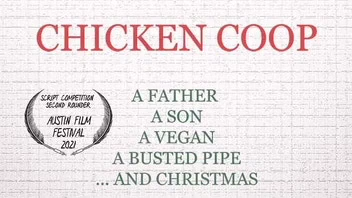 CHICKEN COOP
SCRIPT COMPETITION
SECOND ROUNDER
AUSTIN FILM
FESTIVAL
2021
A FATHER
A SON
A VEGAN
A BUSTED PIPE
... AND CHRISTMAS